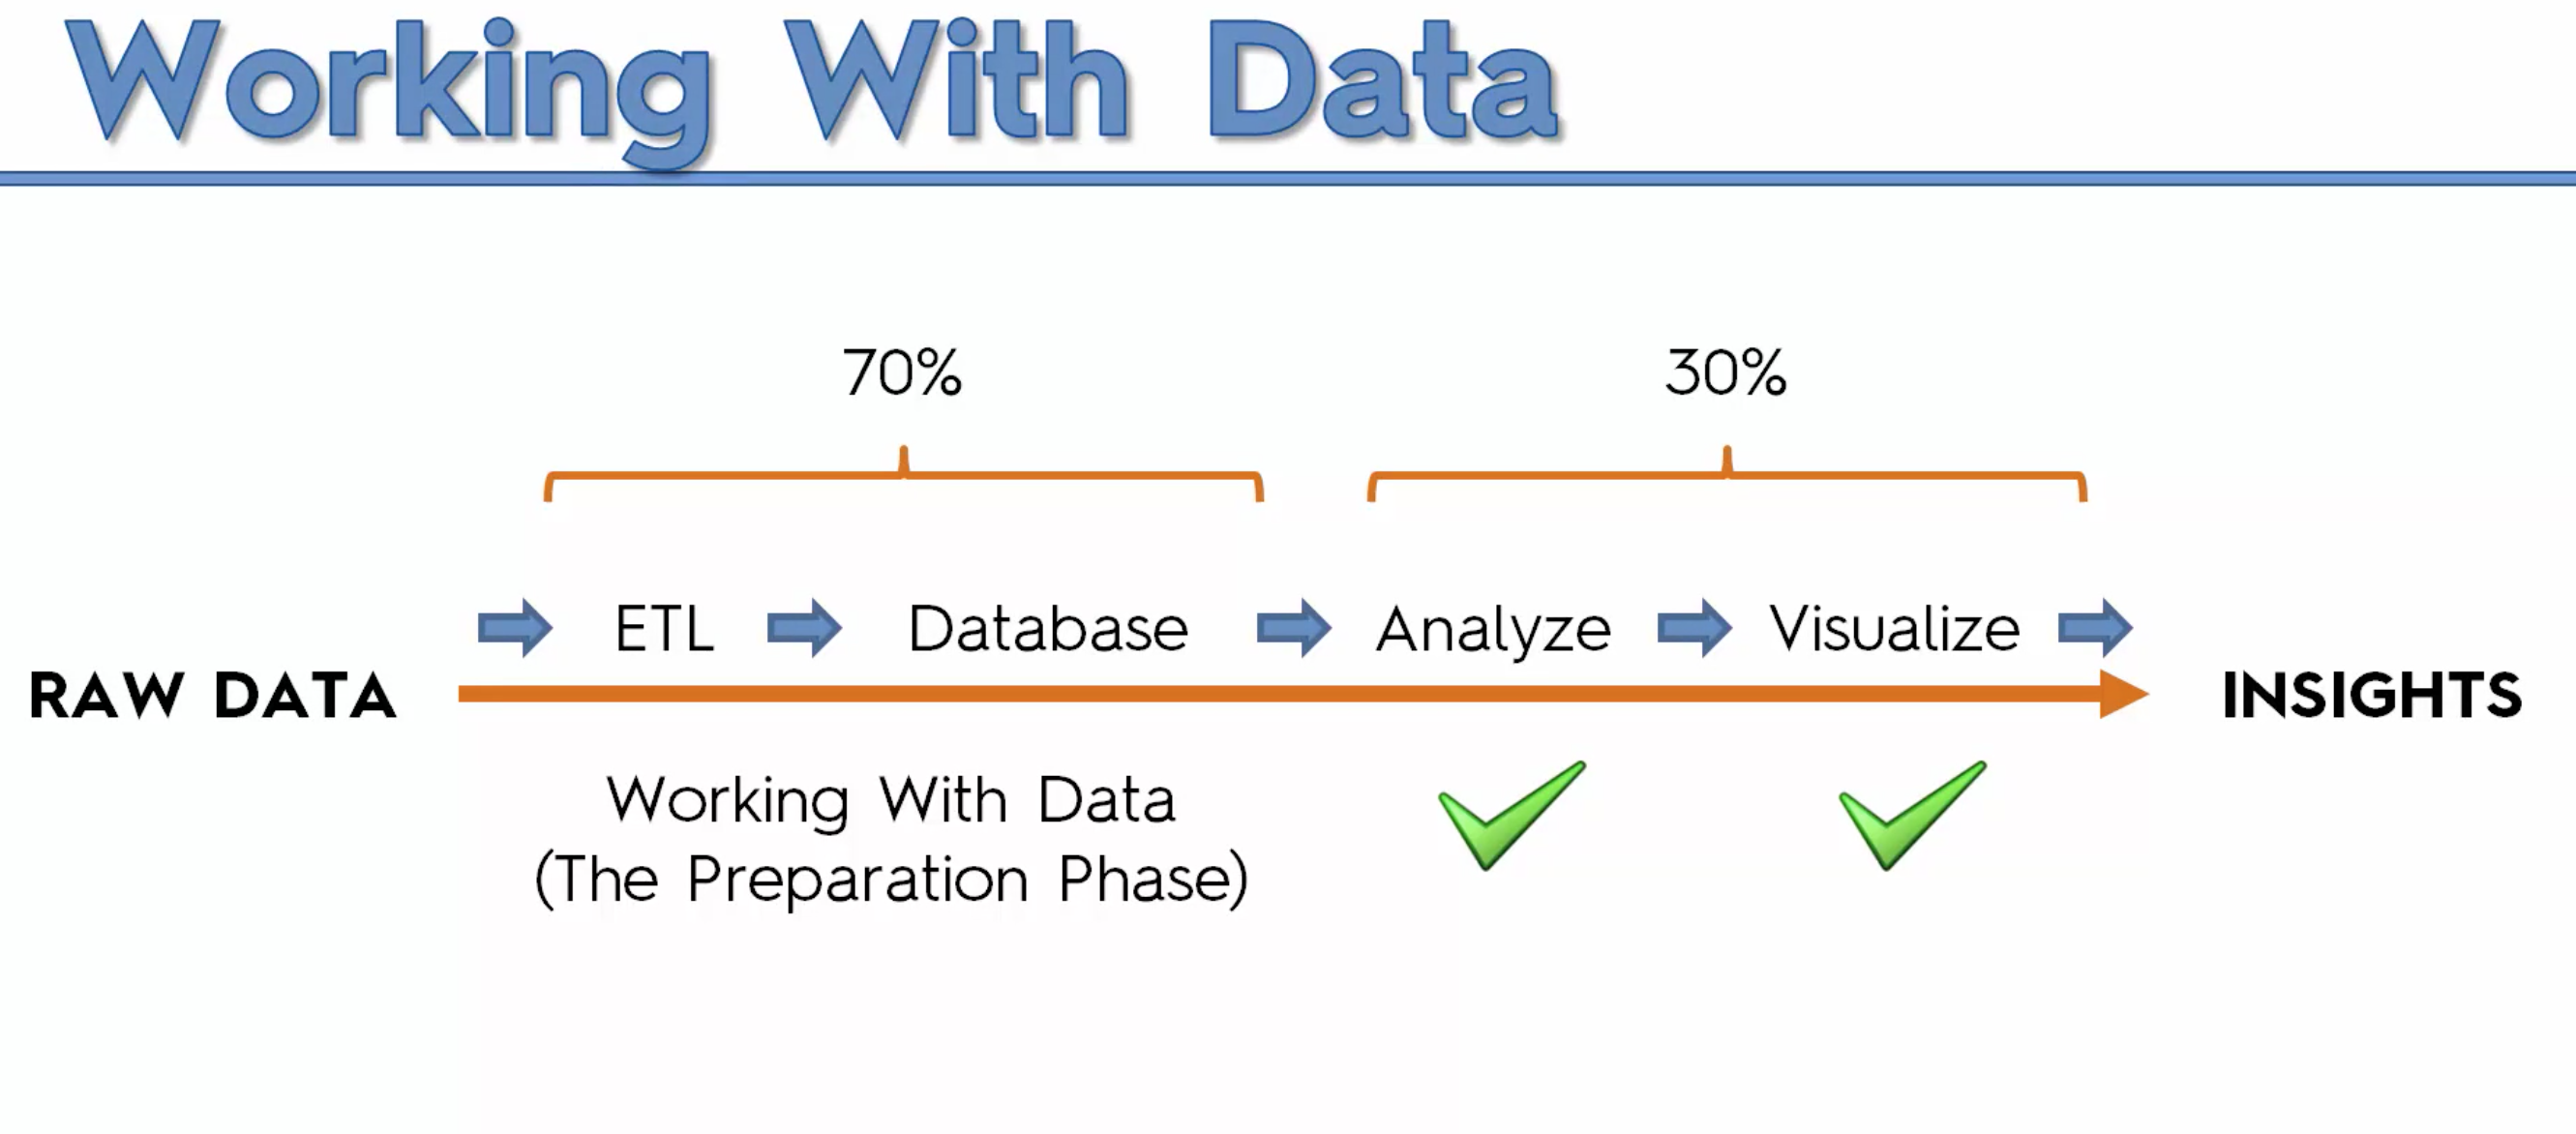 Working With Data
70%
30%
ETL
Database
Analyze
Visualize
RAW DATA
INSIGHTS
Working With Data
(The Preparation Phase)